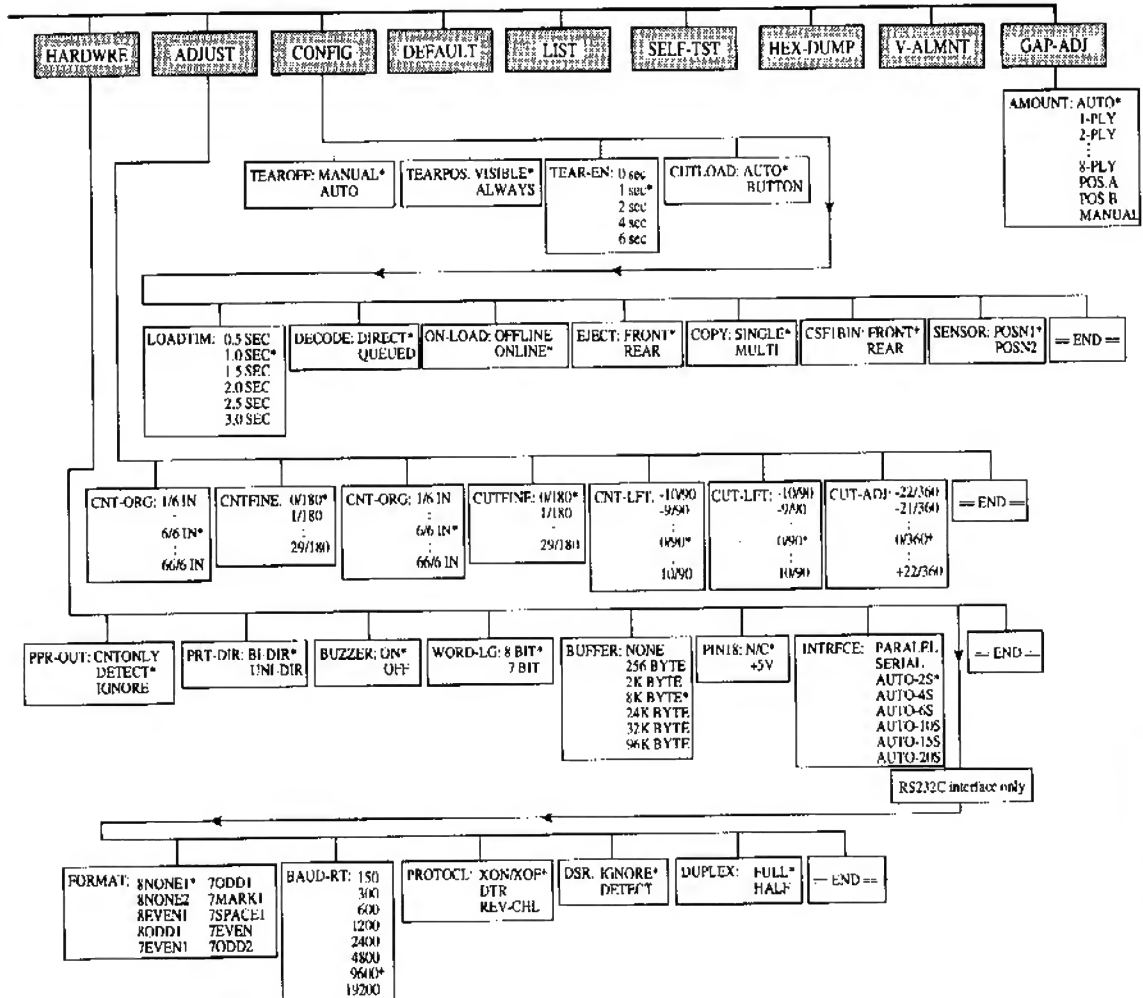 HARDWRE ADJUST CONFIG DEFAULT LIST SELF-TST HEX-DUMP V-ALMNT GAP-ADJ
AMOUNT: AUTO*
1-PLY
2-PLY
:
8-PLY
POS.A
POS.B
MANUAL
TEAROFF: MANUAL*
AUTO
TEARPOS. VISIBLE*
ALWAYS
TEAR-EN: 0 sec
1 sec*
2 sec
4 sec
6 sec
CUTLOAD: AUTO*
BUTTON
LOADTIM: 0.5 SEC
1.0 SEC*
1.5 SEC
2.0 SEC
2.5 SEC
3.0 SEC
DECODE: DIRECT*
QUEUED
ON-LOAD: OFFLINE
ONLINE*
EJECT: FRONT*
REAR
COPY: SINGLE*
MULTI
CSF1BIN: FRONT*
REAR
SENSOR: POSN1*
POSN2
== END ==
CNT-ORG: 1/6 IN
:
6/6 IN*
:
66/6 IN
CNTFINE. 0/180*
1/180
:
29/180
CNT-ORG: 1/6 IN
:
6/6 IN*
:
66/6 IN
CUTFINE: 0/180*
1/180
:
29/180
CNT-LFT. -10/90
-9/90
:
0/90*
:
10/90
CUT-LFT: -10/90
-9/90
:
0/90*
:
10/90
CUT-ADJ: -22/360
-21/360
:
0/360*
:
+22/360
== END ==
PPR-OUT: CNTONLY
DETECT*
IGNORE
PRT-DIR: BI-DIR*
UNI-DIR
BUZZER: ON*
OFF
WORD-LG: 8 BIT*
7 BIT
BUFFER: NONE
256 BYTE
2K BYTE
8K BYTE*
24K BYTE
32K BYTE
96K BYTE
PIN18: N/C*
+5V
INTRFCE: PARALEL
SERIAL
AUTO-2S*
AUTO-4S
AUTO-6S
AUTO-10S
AUTO-15S
AUTO-20S
== END ==
RS232C interface only
FORMAT: 8NONE1* 7ODD1
8NONE2 7MARK1
8EVEN1 7SPACE1
8ODD1 7EVEN
7EVEN1 7ODD2
BAUD-RT: 150
300
600
1200
2400
4800
9600*
19200
PROTOCL: XON/XOF*
DTR
REV-CHL
DSR. IGNORE*
DETECT
DUPLEX: FULL*
HALF
== END ==